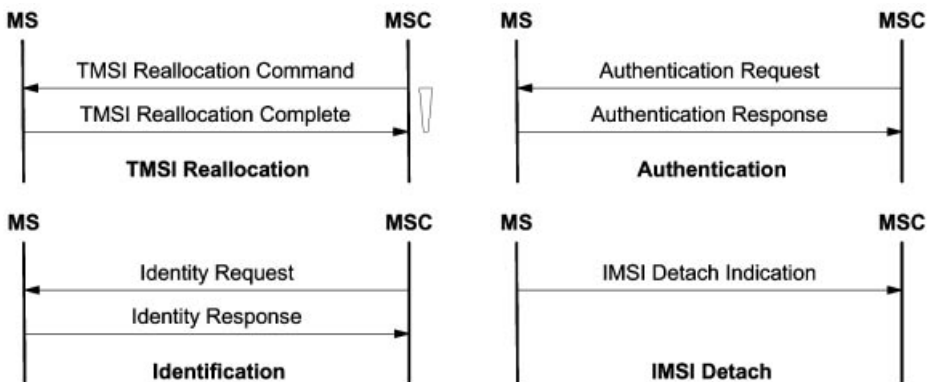 MS MSC
TMSI Reallocation Command
TMSI Reallocation Complete
TMSI Reallocation
MS MSC
Authentication Request
Authentication Response
Authentication
MS MSC
Identity Request
Identity Response
Identification
MS MSC
IMSI Detach Indication
IMSI Detach